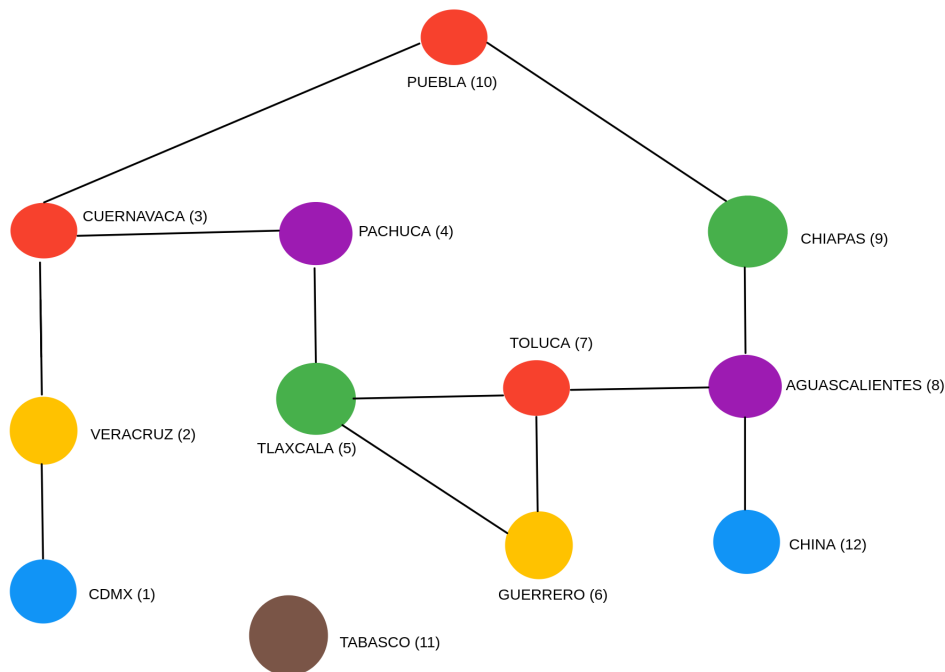 PUEBLA (10)
CUERNAVACA (3)
PACHUCA (4)
CHIAPAS (9)
TOLUCA (7)
AGUASCALIENTES (8)
VERACRUZ (2)
TLAXCALA (5)
CHINA (12)
CDMX (1)
GUERRERO (6)
TABASCO (11)